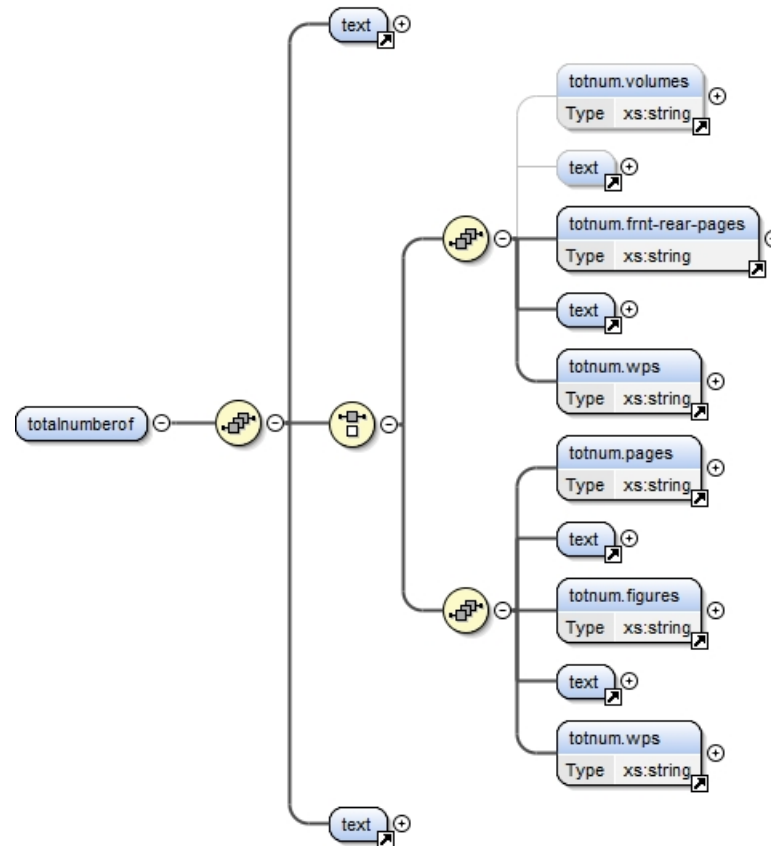 text
totnum.volumes
Type xs:string
text
totnum.frnt-rear-pages
Type xs:string
text
totnum.wps
Type xs:string
totalnumberof
totnum.pages
Type xs:string
text
totnum.figures
Type xs:string
text
totnum.wps
Type xs:string
text